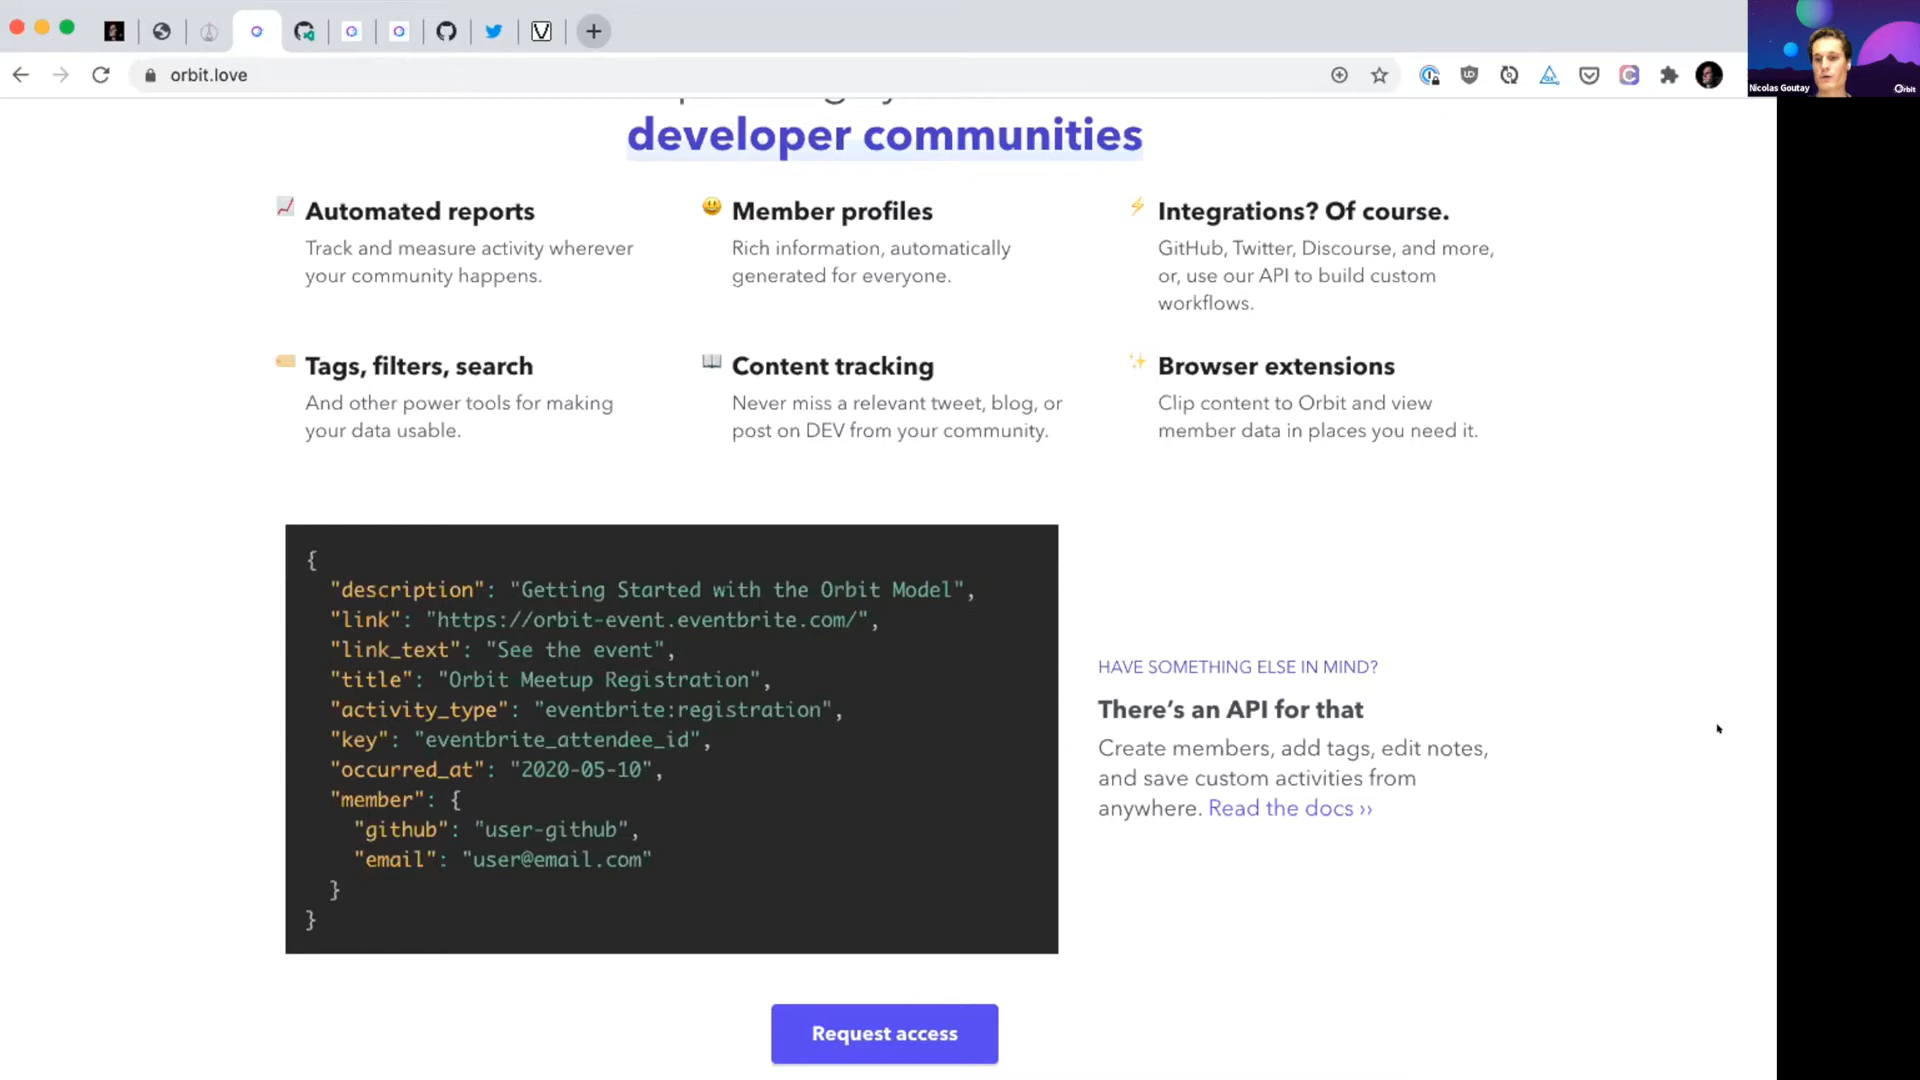 orbit.love
Nicolas Goutay
Orbit
developer communities
Automated reports
Track and measure activity wherever
your community happens.
Member profiles
Rich information, automatically
generated for everyone.
Integrations? Of course.
GitHub, Twitter, Discourse, and more,
or, use our API to build custom
workflows.
Tags, filters, search
And other power tools for making
your data usable.
Content tracking
Never miss a relevant tweet, blog, or
post on DEV from your community.
Browser extensions
Clip content to Orbit and view
member data in places you need it.
{
"description": "Getting Started with the Orbit Model",
"link": "https://orbit-event.eventbrite.com/",
"link_text": "See the event",
"title": "Orbit Meetup Registration",
"activity_type": "eventbrite:registration",
"key": "eventbrite_attendee_id",
"occurred_at": "2020-05-10",
"member": {
"github": "user-github",
"email": "user@email.com"
}
}
HAVE SOMETHING ELSE IN MIND?
There's an API for that
Create members, add tags, edit notes,
and save custom activities from
anywhere. Read the docs ››
Request access